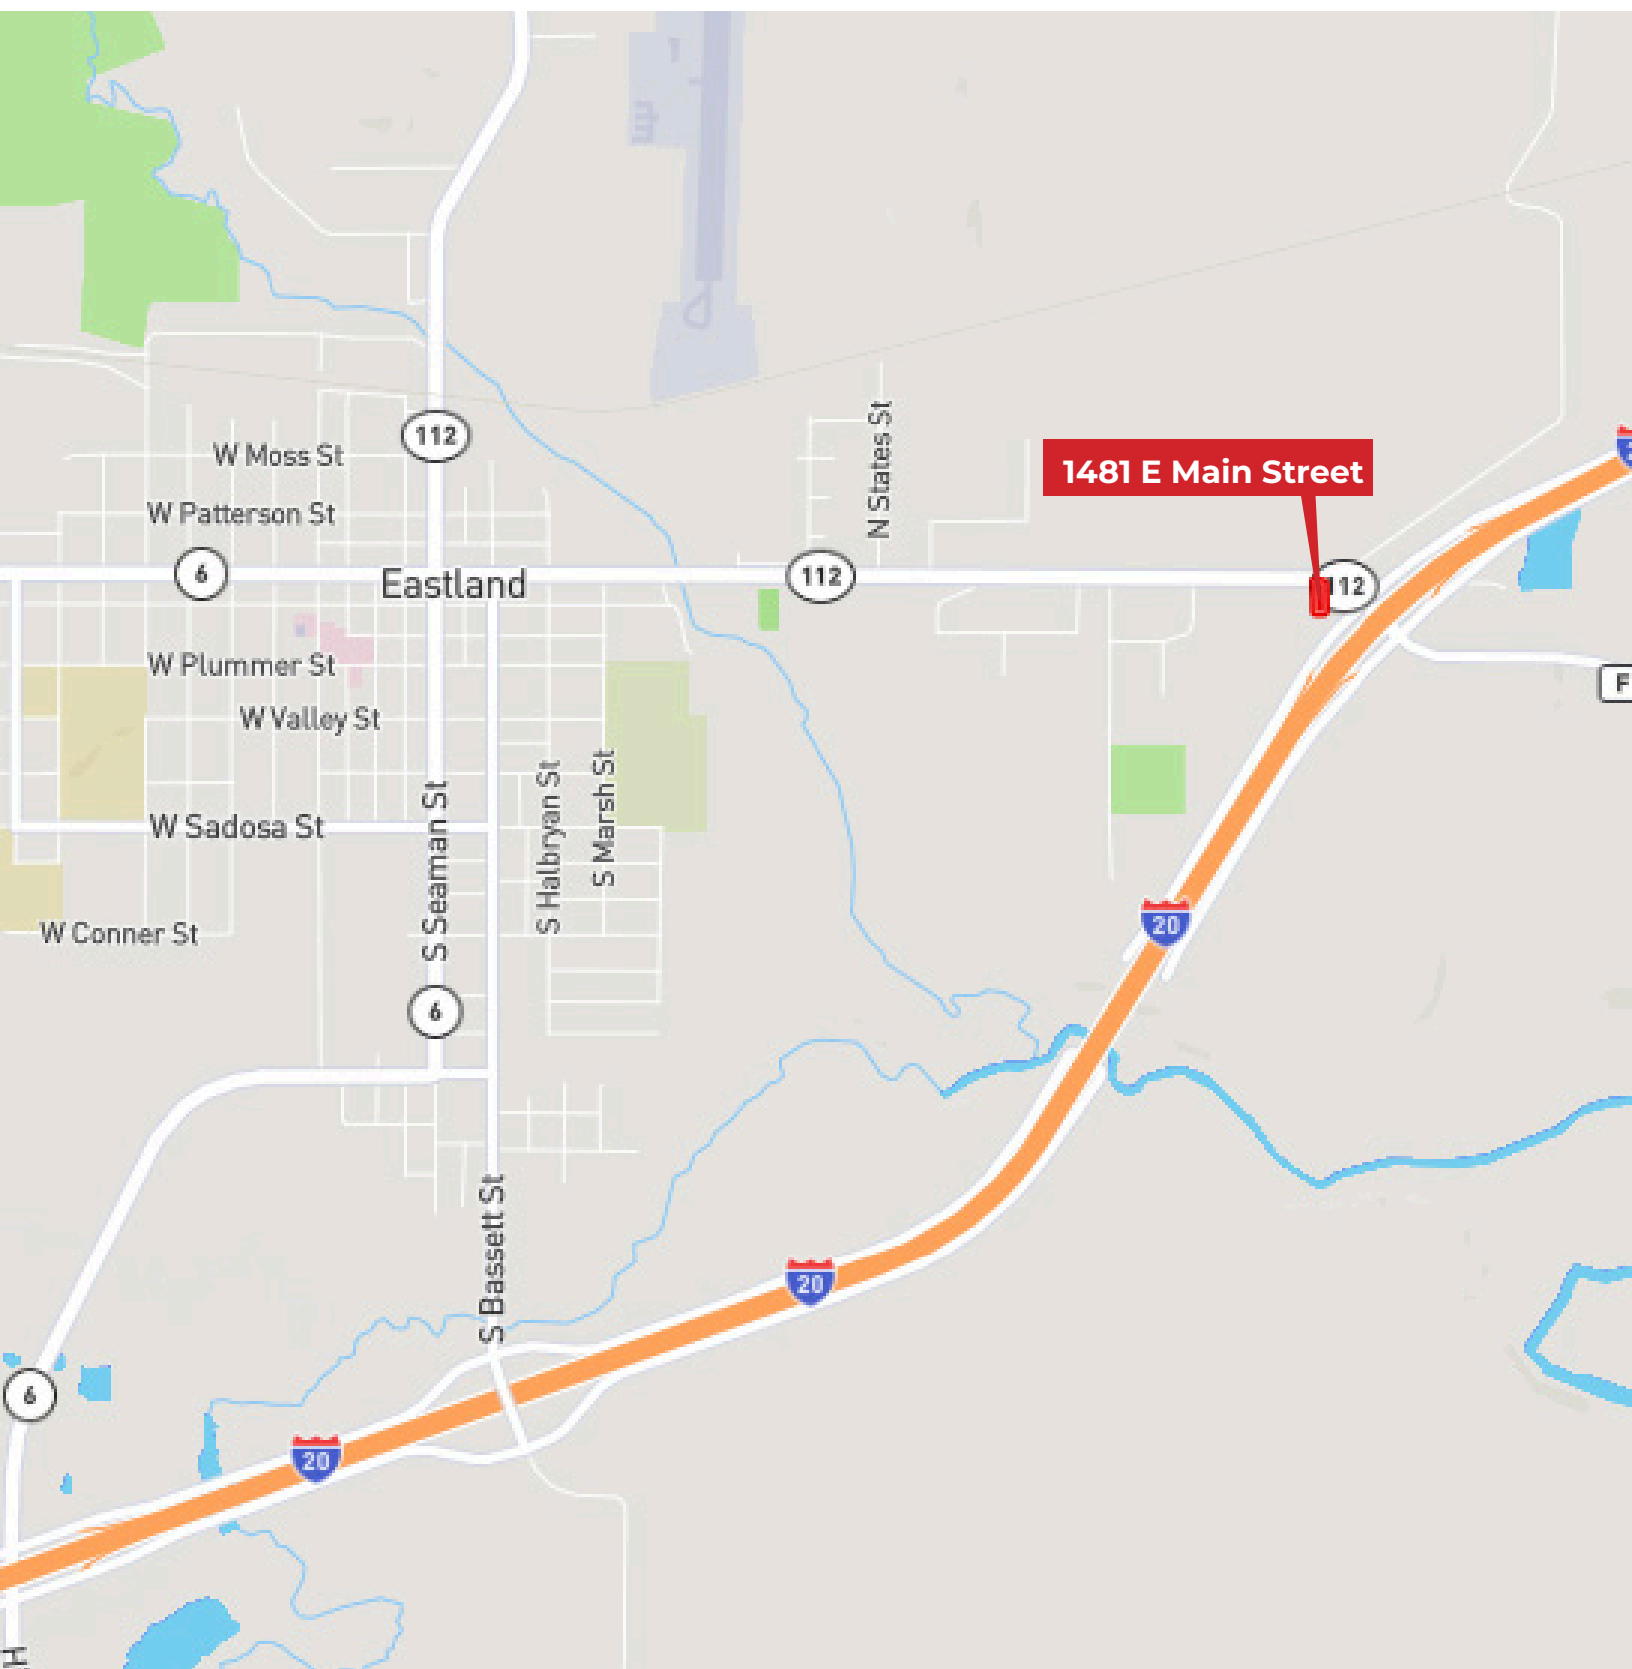 112
W Moss St
N States St
1481 E Main Street
W Patterson St
6
Eastland
112
112
W Plummer St
F
W Valley St
S Seaman St
S Halbryan St
S Marsh St
W Sadosa St
20
W Conner St
6
S Bassett St
20
6
20
H